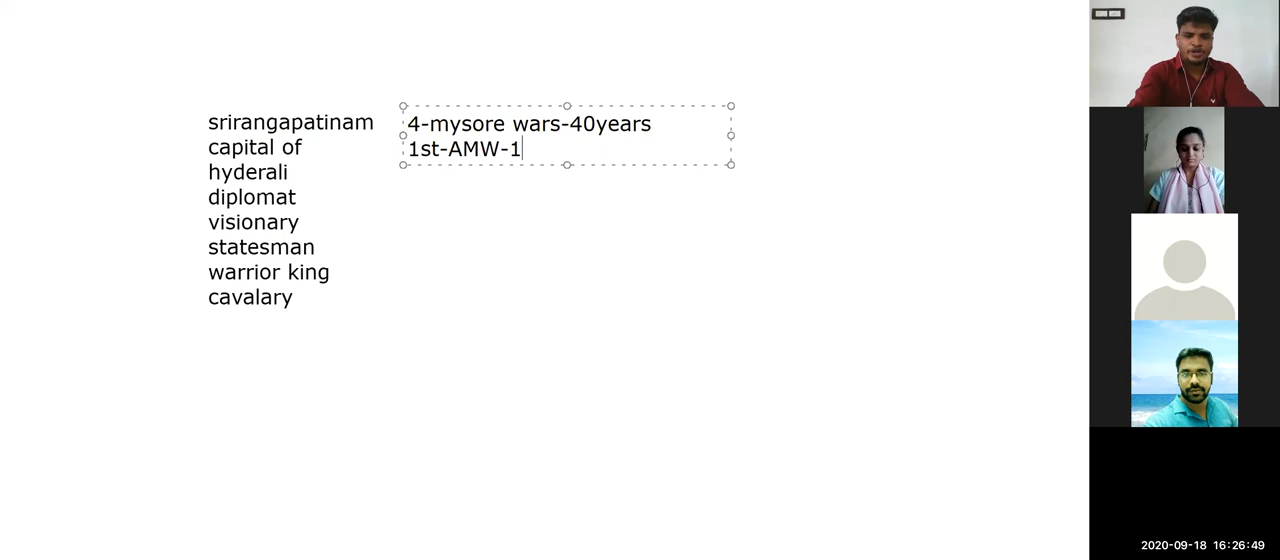 srirangapatinam
capital of
hyderali
diplomat
visionary
statesman
warrior king
cavalary
4-mysore wars-40years
1st-AMW-1
2020-09-18 16:26:49